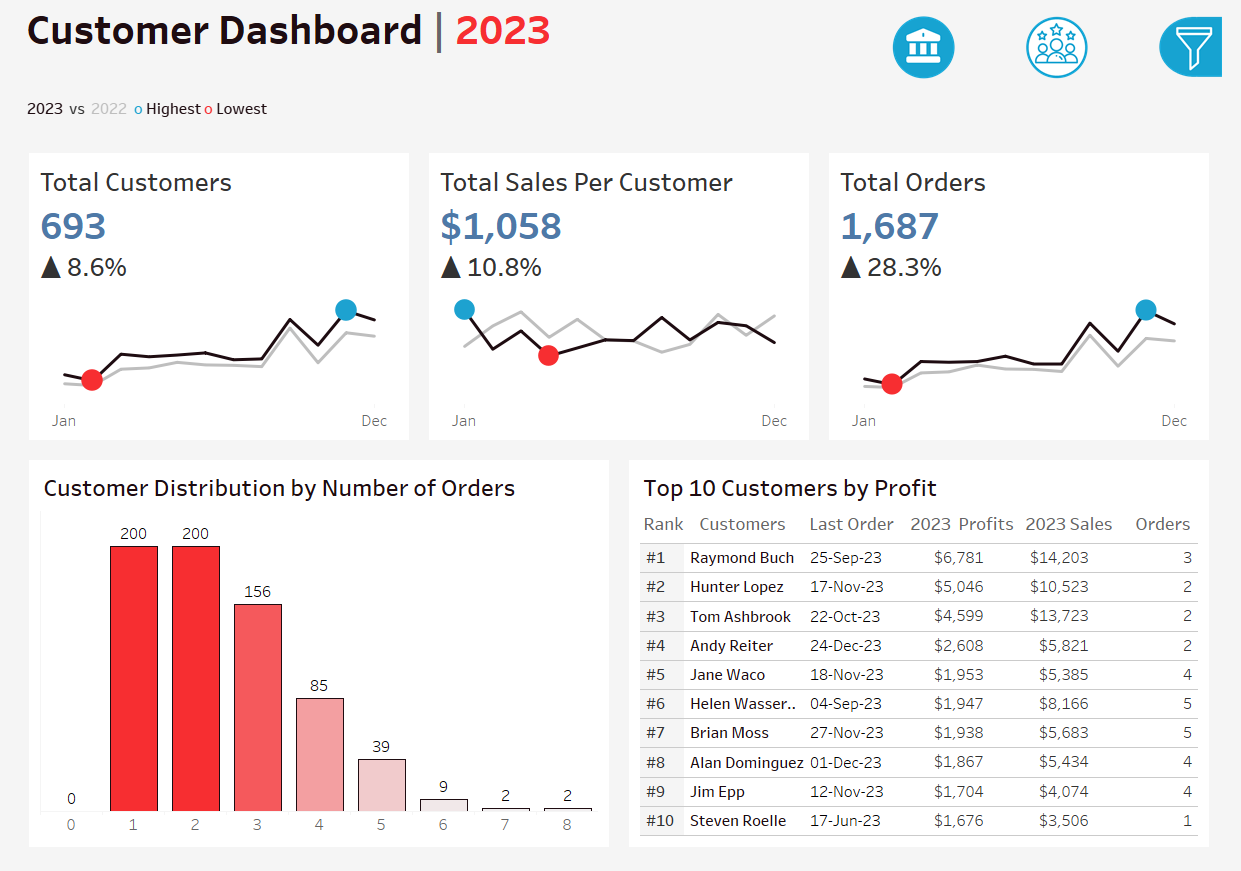 Customer Dashboard | 2023
2023 vs 2022 o Highest o Lowest
Total Customers
693
▲ 8.6%
Jan Dec
Total Sales Per Customer
$1,058
▲ 10.8%
Jan Dec
Total Orders
1,687
▲ 28.3%
Jan Dec
Customer Distribution by Number of Orders
0 200 200 156 85 39 9 2 2
0 1 2 3 4 5 6 7 8
Top 10 Customers by Profit
Rank Customers Last Order 2023 Profits 2023 Sales Orders
#1 Raymond Buch 25-Sep-23 $6,781 $14,203 3
#2 Hunter Lopez 17-Nov-23 $5,046 $10,523 2
#3 Tom Ashbrook 22-Oct-23 $4,599 $13,723 2
#4 Andy Reiter 24-Dec-23 $2,608 $5,821 2
#5 Jane Waco 18-Nov-23 $1,953 $5,385 4
#6 Helen Wasser.. 04-Sep-23 $1,947 $8,166 5
#7 Brian Moss 27-Nov-23 $1,938 $5,683 5
#8 Alan Dominguez 01-Dec-23 $1,867 $5,434 4
#9 Jim Epp 12-Nov-23 $1,704 $4,074 4
#10 Steven Roelle 17-Jun-23 $1,676 $3,506 1